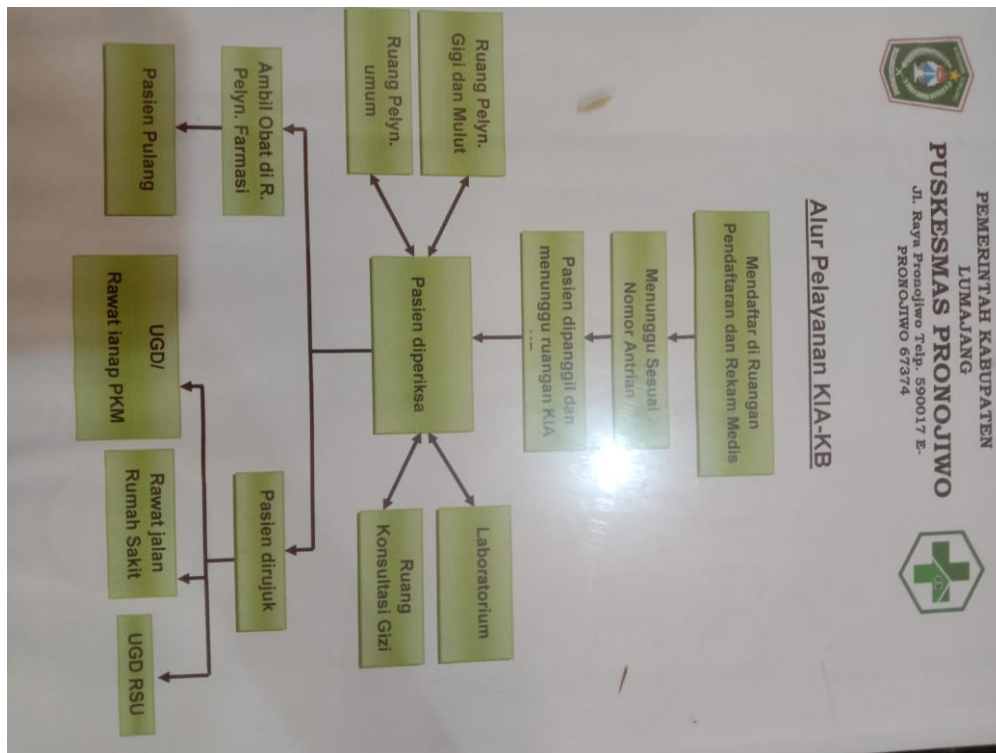 PEMERINTAH KABUPATEN
LUMAJANG
PUSKESMAS PRONOJIWO
Jl. Raya Pronojiwo Telp. 590017 E-
PRONOJIWO 67374
Alur Pelayanan KIA-KB
Mendaftar di Ruangan
Pendaftaran dan Rekam Medis
Menunggu Sesuai
Nomor Antrian
Pasien dipanggil dan
menunggu ruangan KIA
Ruang Pelyn.
Gigi dan Mulut
Ruang Pelyn.
umum
Pasien diperiksa
Laboratorium
Ruang
Konsultasi Gizi
Ambil Obat di R.
Pelyn. Farmasi
Pasien Pulang
Pasien dirujuk
UGD/
Rawat ianap PKM
Rawat jalan
Rumah Sakit
UGD RSU